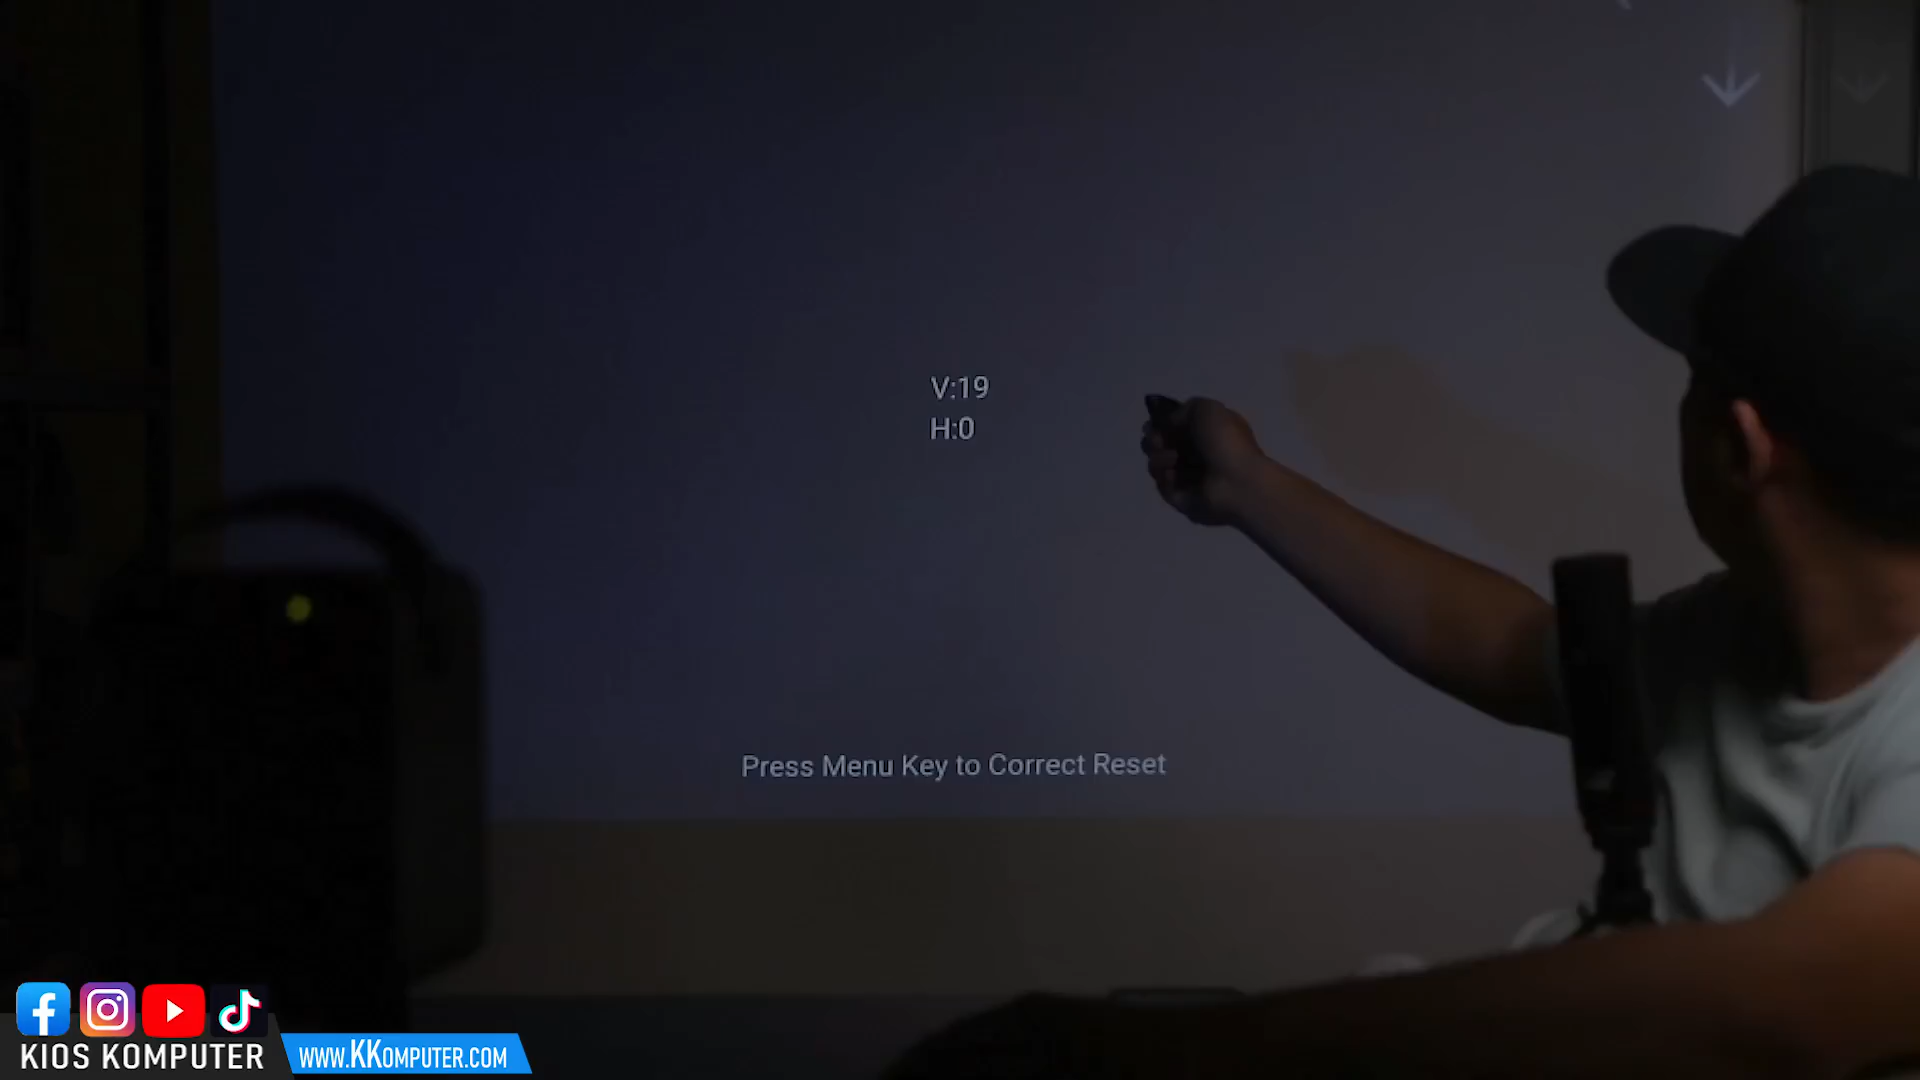 V:19
H:0
Press Menu Key to Correct Reset
KIOS KOMPUTER
www.KKomputer.com